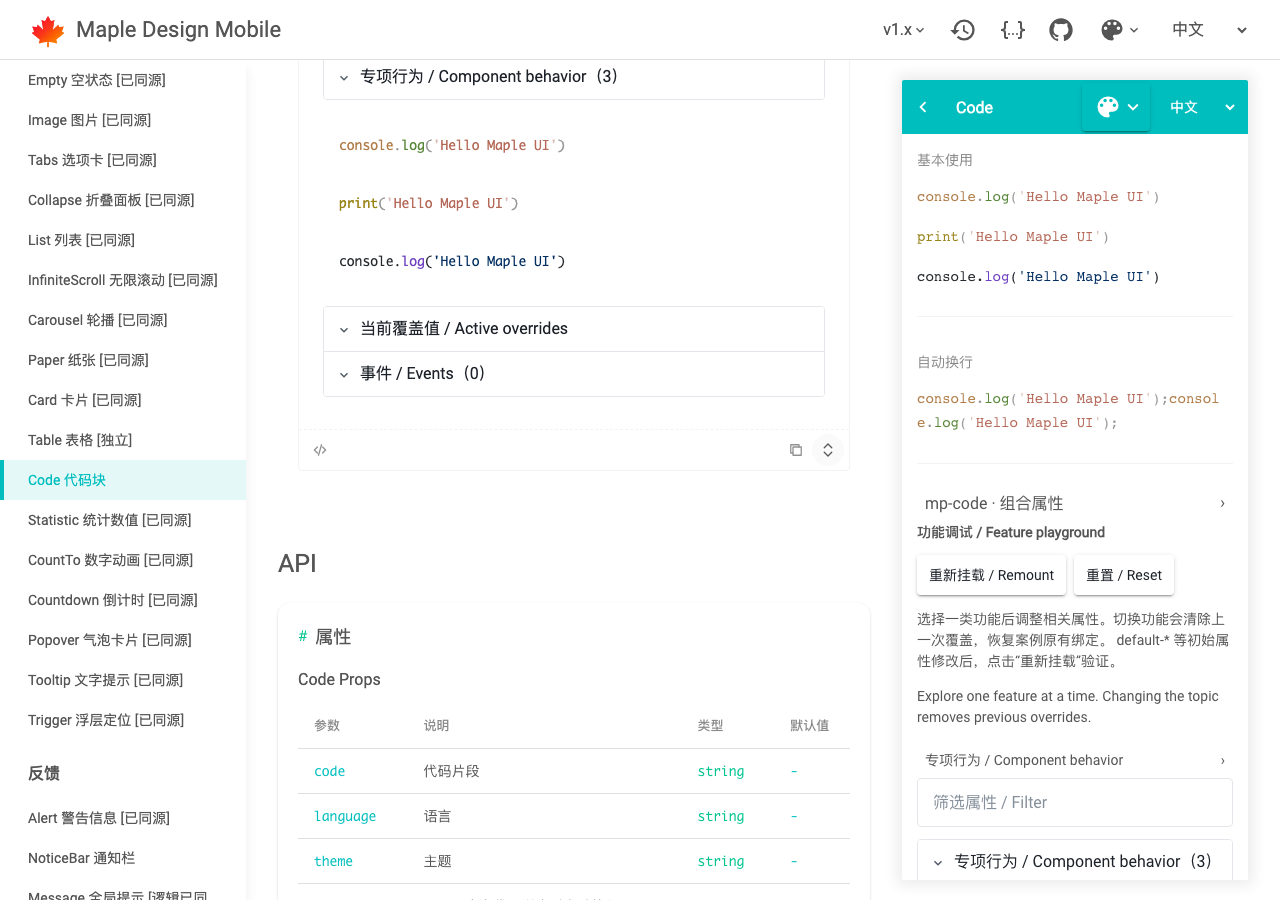 Maple Design Mobile
v1.x
中文
Empty 空状态 [已同源]
Image 图片 [已同源]
Tabs 选项卡 [已同源]
Collapse 折叠面板 [已同源]
List 列表 [已同源]
InfiniteScroll 无限滚动 [已同源]
Carousel 轮播 [已同源]
Paper 纸张 [已同源]
Card 卡片 [已同源]
Table 表格 [独立]
Code 代码块
Statistic 统计数值 [已同源]
CountTo 数字动画 [已同源]
Countdown 倒计时 [已同源]
Popover 气泡卡片 [已同源]
Tooltip 文字提示 [已同源]
Trigger 浮层定位 [已同源]
反馈
Alert 警告信息 [已同源]
NoticeBar 通知栏
Message 全局提示 [逻辑已同
专项行为 / Component behavior（3）
console.log('Hello Maple UI')
print('Hello Maple UI')
console.log('Hello Maple UI')
当前覆盖值 / Active overrides
事件 / Events（0）
API
# 属性
Code Props
参数 说明 类型 默认值
code 代码片段 string -
language 语言 string -
theme 主题 string -
Code
中文
基本使用
console.log('Hello Maple UI')
print('Hello Maple UI')
console.log('Hello Maple UI')
自动换行
console.log('Hello Maple UI');consol
e.log('Hello Maple UI');
mp-code · 组合属性
功能调试 / Feature playground
重新挂载 / Remount
重置 / Reset
选择一类功能后调整相关属性。切换功能会清除上
一次覆盖，恢复案例原有绑定。 default-* 等初始属
性修改后，点击“重新挂载”验证。
Explore one feature at a time. Changing the topic
removes previous overrides.
专项行为 / Component behavior
筛选属性 / Filter
专项行为 / Component behavior（3）